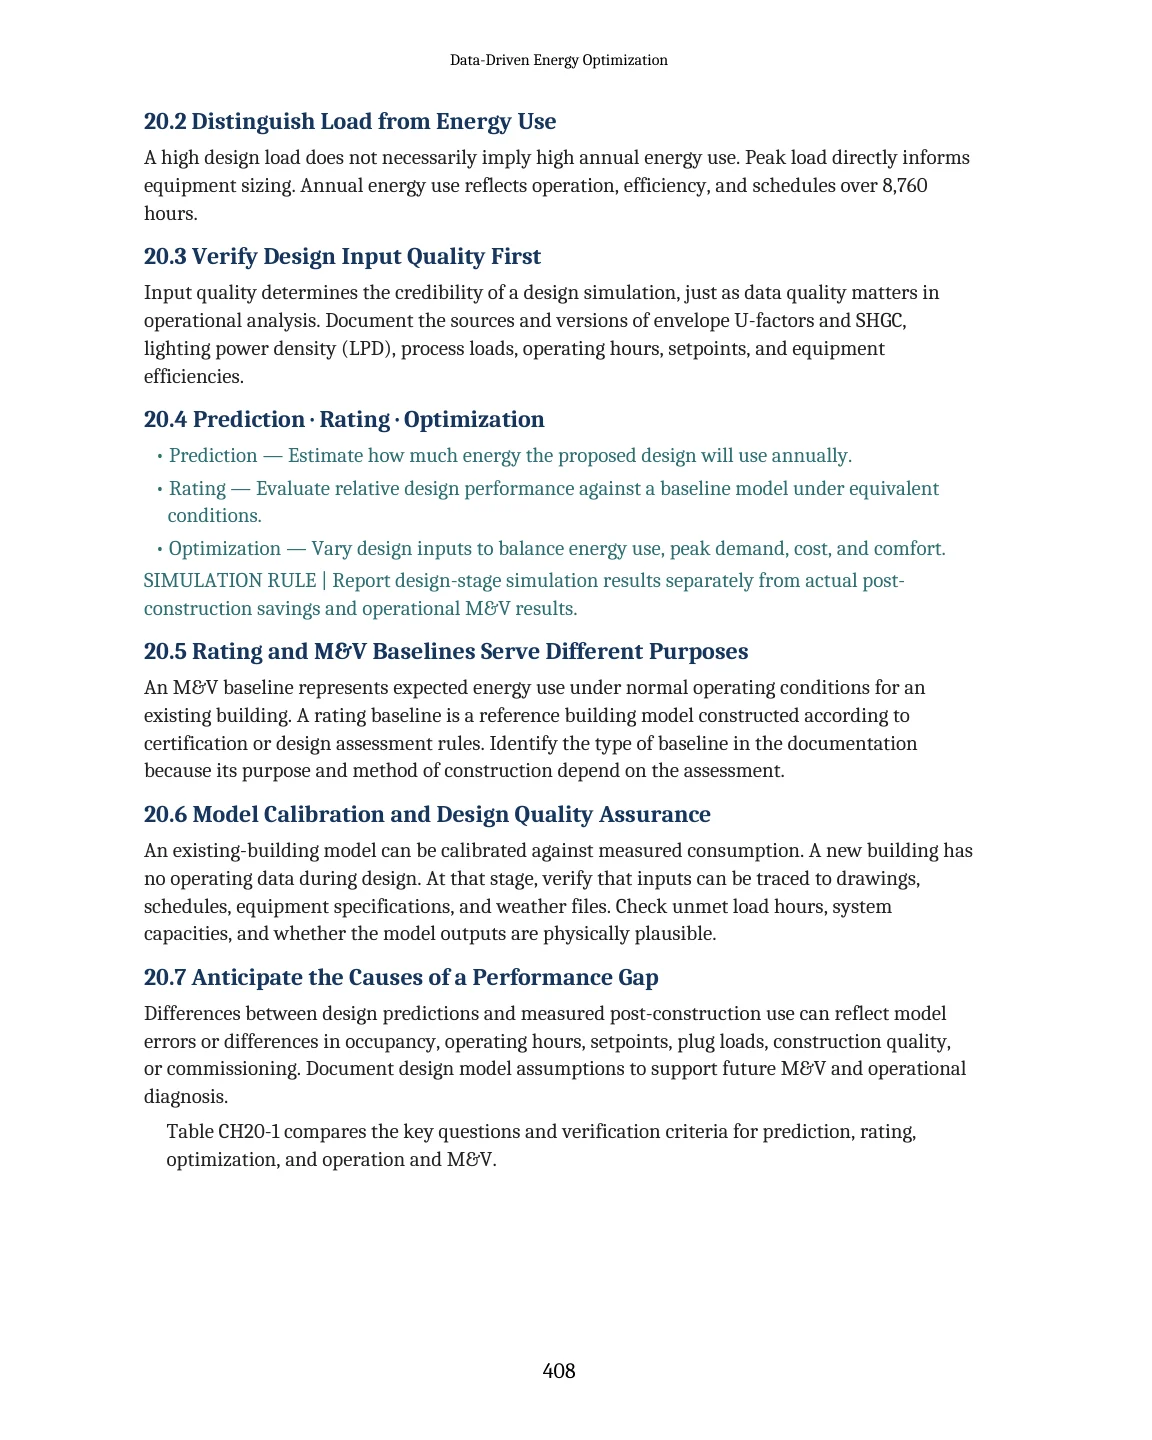 Data-Driven Energy Optimization
20.2 Distinguish Load from Energy Use
A high design load does not necessarily imply high annual energy use. Peak load directly informs
equipment sizing. Annual energy use reflects operation, efficiency, and schedules over 8,760
hours.
20.3 Verify Design Input Quality First
Input quality determines the credibility of a design simulation, just as data quality matters in
operational analysis. Document the sources and versions of envelope U-factors and SHGC,
lighting power density (LPD), process loads, operating hours, setpoints, and equipment
efficiencies.
20.4 Prediction · Rating · Optimization
• Prediction — Estimate how much energy the proposed design will use annually.
• Rating — Evaluate relative design performance against a baseline model under equivalent
conditions.
• Optimization — Vary design inputs to balance energy use, peak demand, cost, and comfort.
SIMULATION RULE | Report design-stage simulation results separately from actual post-
construction savings and operational M&V results.
20.5 Rating and M&V Baselines Serve Different Purposes
An M&V baseline represents expected energy use under normal operating conditions for an
existing building. A rating baseline is a reference building model constructed according to
certification or design assessment rules. Identify the type of baseline in the documentation
because its purpose and method of construction depend on the assessment.
20.6 Model Calibration and Design Quality Assurance
An existing-building model can be calibrated against measured consumption. A new building has
no operating data during design. At that stage, verify that inputs can be traced to drawings,
schedules, equipment specifications, and weather files. Check unmet load hours, system
capacities, and whether the model outputs are physically plausible.
20.7 Anticipate the Causes of a Performance Gap
Differences between design predictions and measured post-construction use can reflect model
errors or differences in occupancy, operating hours, setpoints, plug loads, construction quality,
or commissioning. Document design model assumptions to support future M&V and operational
diagnosis.
Table CH20-1 compares the key questions and verification criteria for prediction, rating,
optimization, and operation and M&V.
408